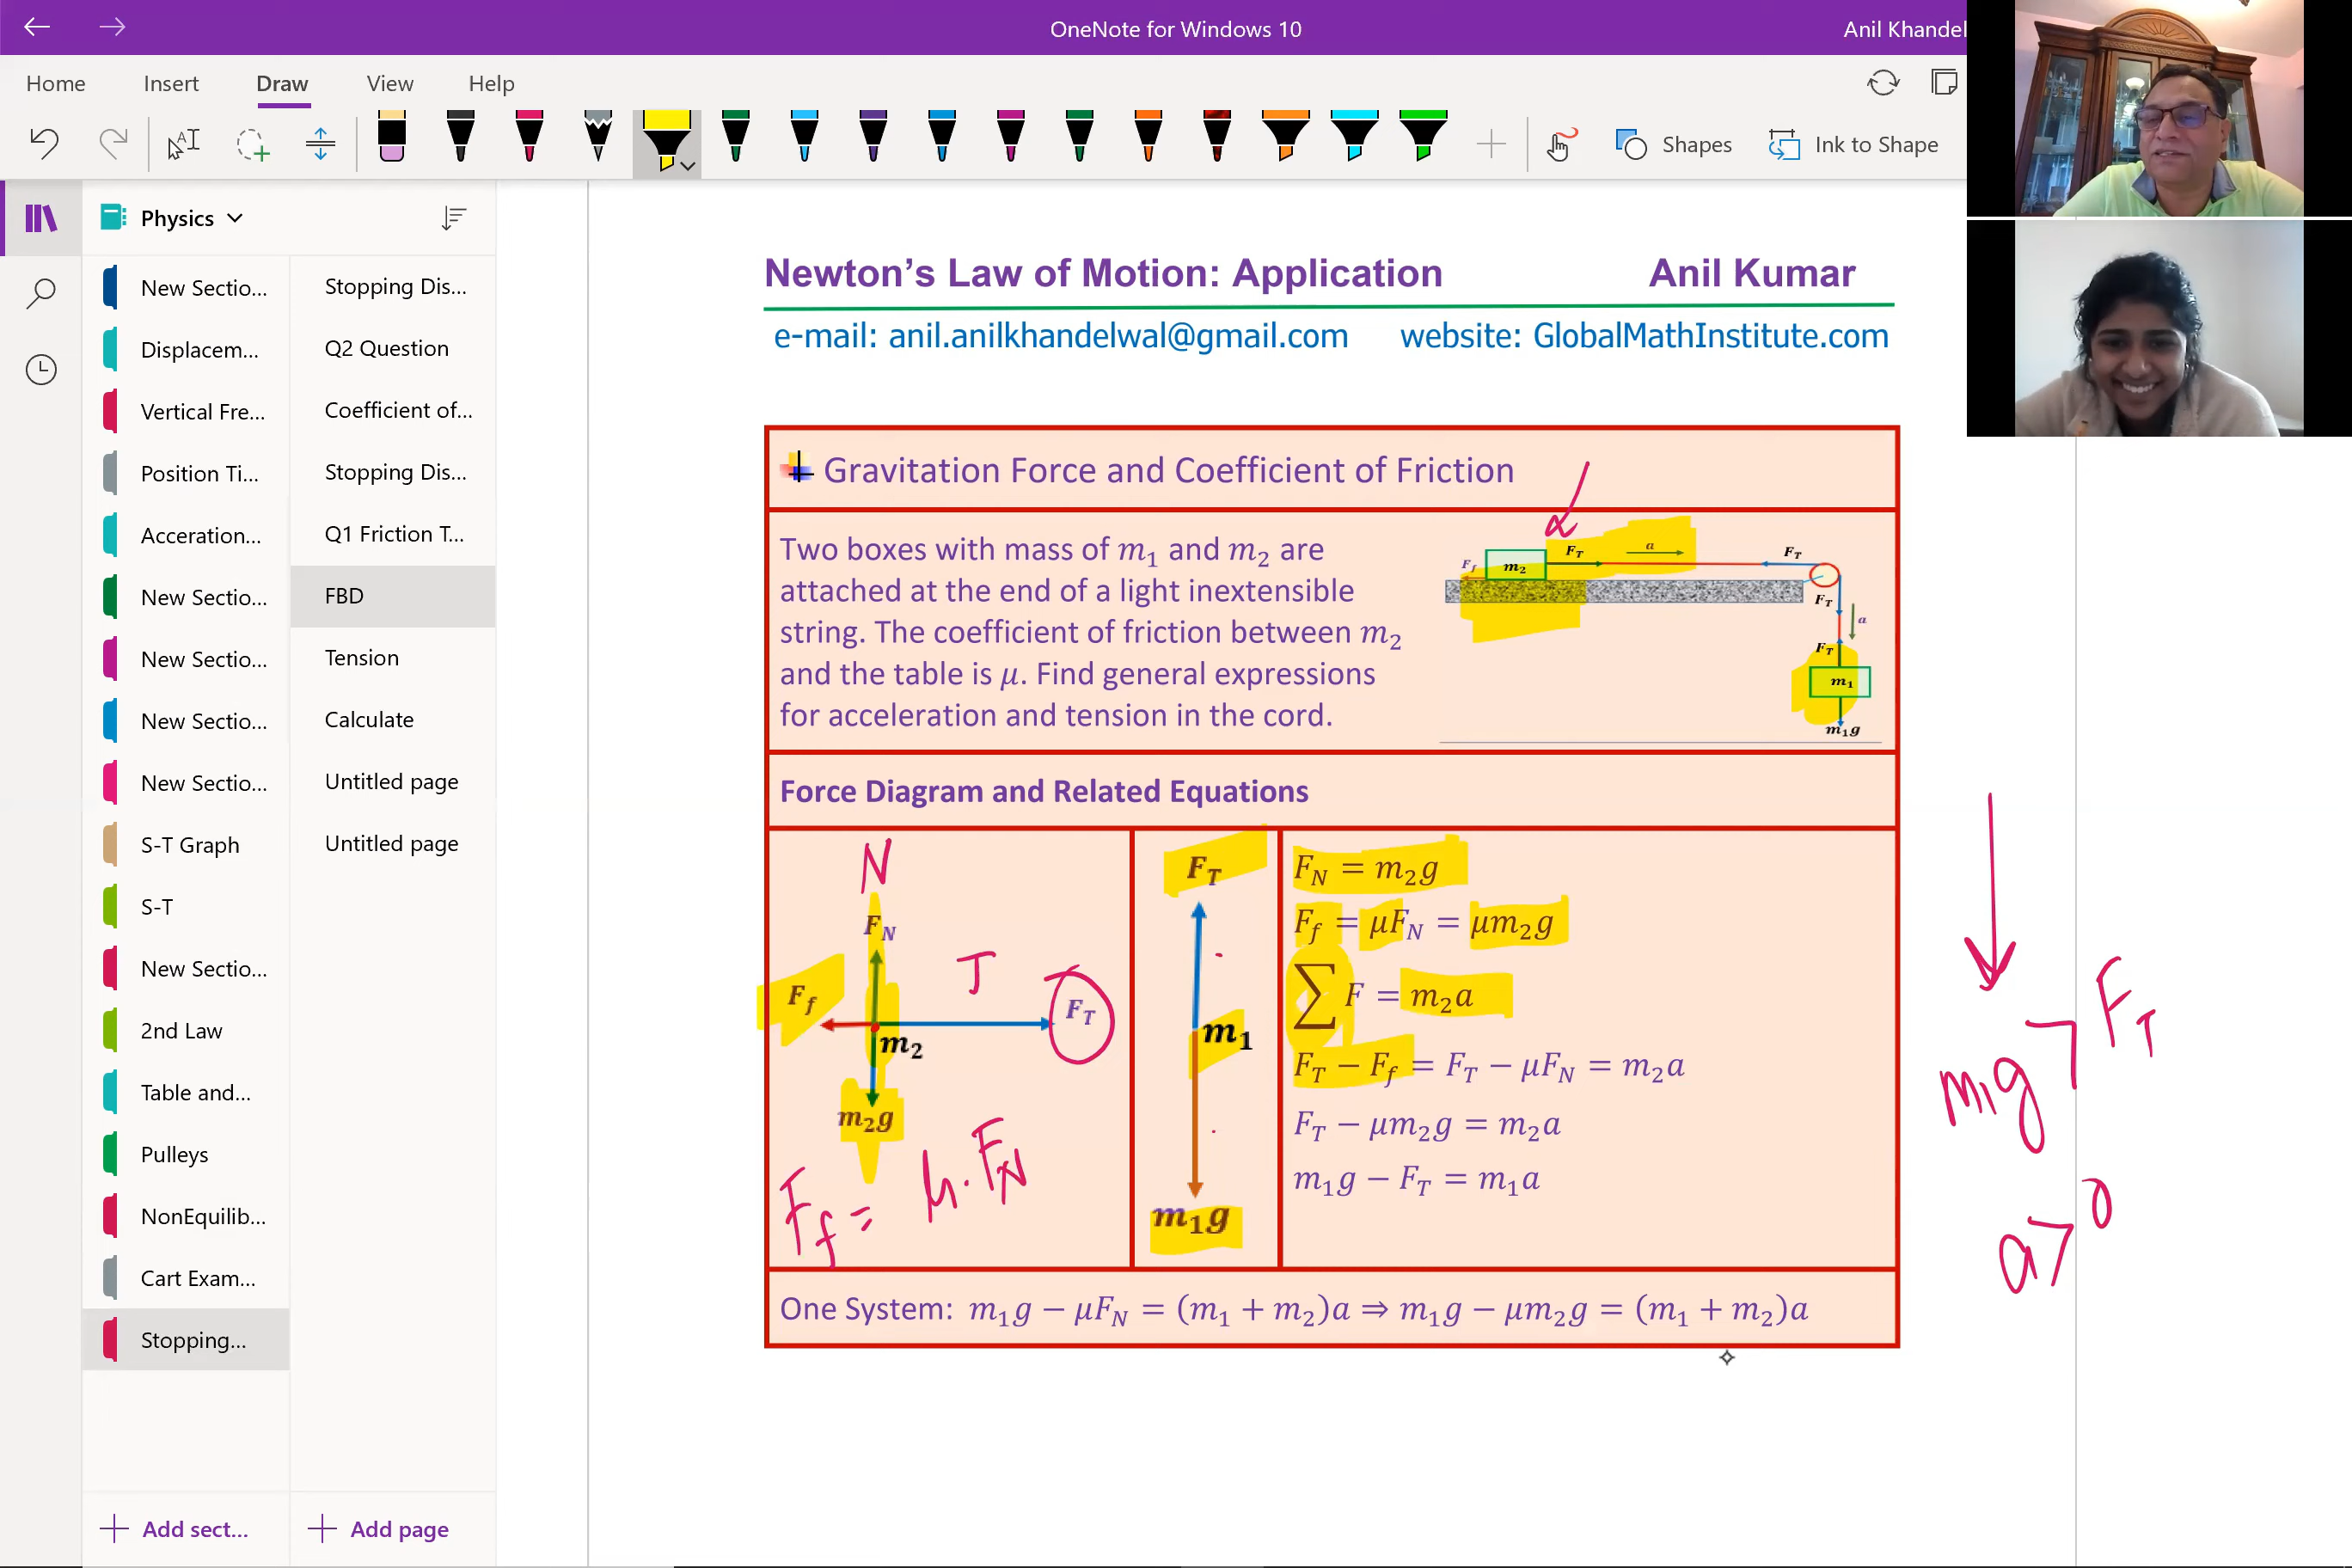 OneNote for Windows 10
Anil Khandel
Home Insert Draw View Help
Shapes
Ink to Shape
Physics
New Sectio...
Displacem...
Vertical Fre...
Position Ti...
Acceration...
New Sectio...
New Sectio...
New Sectio...
New Sectio...
S-T Graph
S-T
New Sectio...
2nd Law
Table and...
Pulleys
NonEquilib...
Cart Exam...
Stopping...
Add sect...
Stopping Dis...
Q2 Question
Coefficient of...
Stopping Dis...
Q1 Friction T...
FBD
Tension
Calculate
Untitled page
Untitled page
Add page
Newton's Law of Motion: Application Anil Kumar
e-mail: anil.anilkhandelwal@gmail.com website: GlobalMathInstitute.com
Gravitation Force and Coefficient of Friction
Two boxes with mass of m₁ and m₂ are
attached at the end of a light inextensible
string. The coefficient of friction between m₂
and the table is μ. Find general expressions
for acceleration and tension in the cord.
F_f m₂ F_T a F_T
F_T
a
F_T
m₁
m₁g
Force Diagram and Related Equations
N
F_N
T
F_f
F_T
m₂
m₂g
F_f = μ. F_N
F_T
m₁
m₁g
F_N = m₂g
F_f = μF_N = μm₂g
∑ F = m₂a
F_T − F_f = F_T − μF_N = m₂a
F_T − μm₂g = m₂a
m₁g − F_T = m₁a
m₁g > F_T
a > 0
One System: m₁g − μF_N = (m₁ + m₂)a ⇒ m₁g − μm₂g = (m₁ + m₂)a